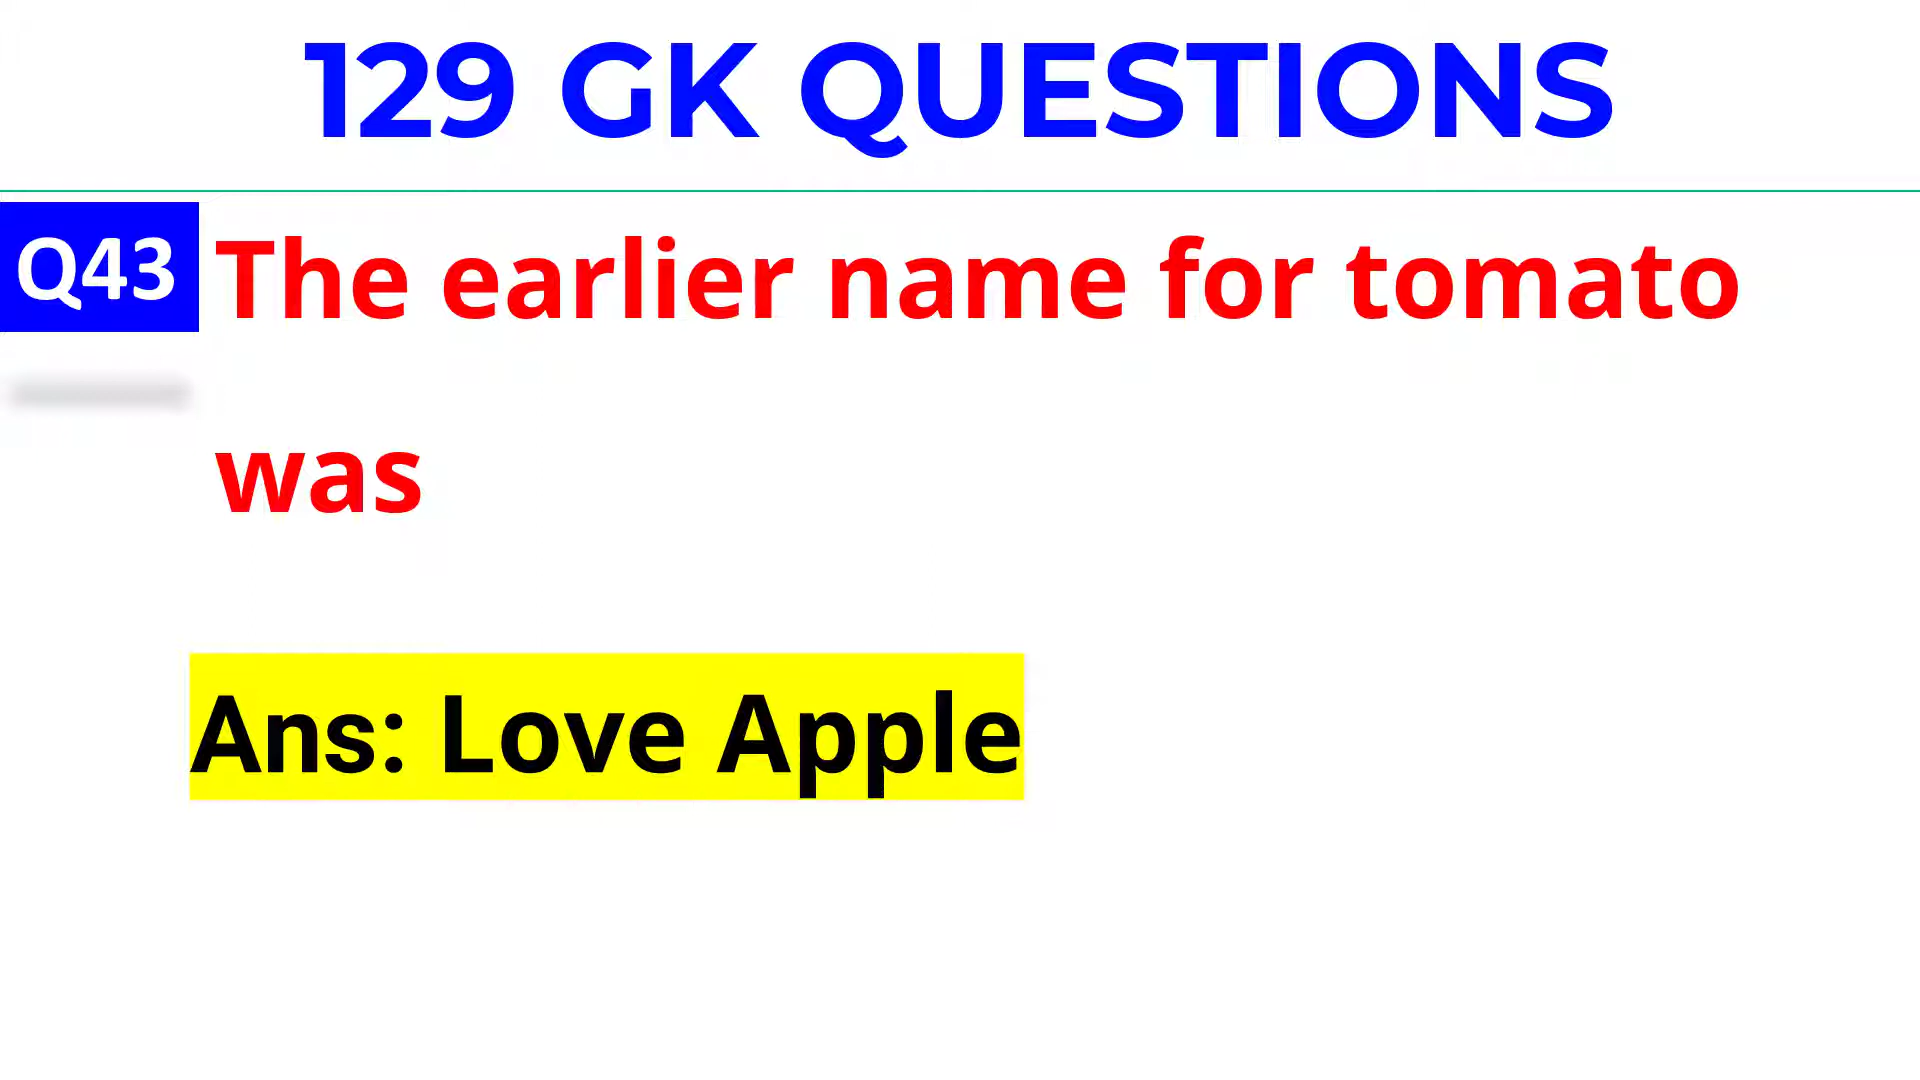 129 GK QUESTIONS
Q43 The earlier name for tomato
was
Ans: Love Apple